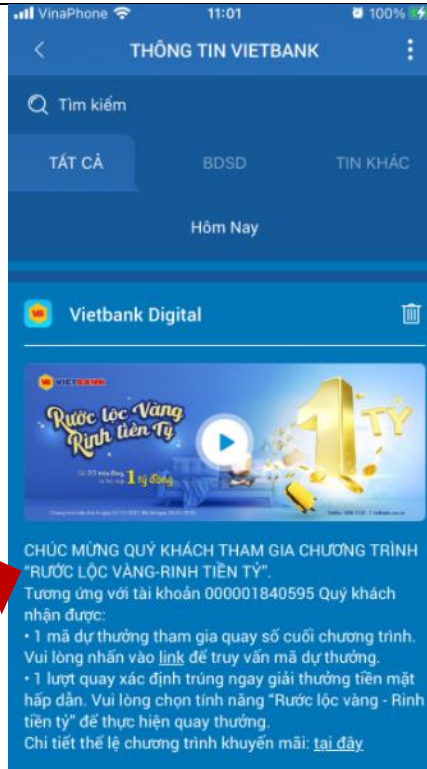 VinaPhone 11:01 100%
THÔNG TIN VIETBANK
Tìm kiếm
TẤT CẢ BDSD TIN KHÁC
Hôm Nay
Vietbank Digital
VIETBANK
Rước lộc Vàng
Rinh tiền Tỷ
1 TỶ
1 tỷ đồng
CHÚC MỪNG QUÝ KHÁCH THAM GIA CHƯƠNG TRÌNH
“RƯỚC LỘC VÀNG-RINH TIỀN TỶ”.
Tương ứng với tài khoản 000001840595 Quý khách
nhận được:
• 1 mã dự thưởng tham gia quay số cuối chương trình.
Vui lòng nhấn vào link để truy vấn mã dự thưởng.
• 1 lượt quay xác định trúng ngay giải thưởng tiền mặt
hấp dẫn. Vui lòng chọn tính năng “Rước lộc vàng - Rinh
tiền tỷ” để thực hiện quay thưởng.
Chi tiết thể lệ chương trình khuyến mãi: tại đây